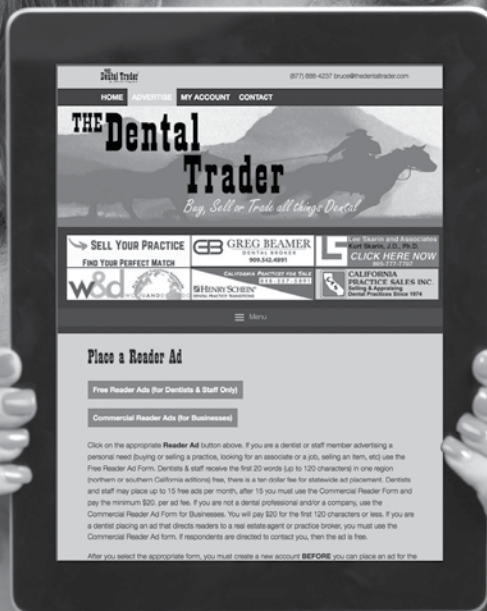 THE
Dental Trader
(877) 888-4237 bruce@thedentaltrader.com
HOME ADVERTISE MY ACCOUNT CONTACT
THE Dental
Trader
Buy, Sell or Trade all things Dental
SELL YOUR PRACTICE
FIND YOUR PERFECT MATCH
GB GREG BEAMER
DENTAL BROKER
909.542.4891
LS Lee Skarin and Associates
Kurt Skarin, J.D., Ph.D.
CLICK HERE NOW
805-777-7707
w&d
CALIFORNIA PRACTICES FOR SALE
HENRY SCHEIN®
DENTAL PRACTICE TRANSITIONS
CALIFORNIA
PRACTICE SALES INC.
Selling & Appraising
Dental Practices Since 1974
Menu
Place a Reader Ad
Free Reader Ads (for Dentists & Staff Only)
Commercial Reader Ads (for Businesses)
Click on the appropriate Reader Ad button above. If you are a dentist or staff member advertising a
personal need (buying or selling a practice, looking for an associate or a job, selling an item, etc) use the
Free Reader Ad Form. Dentists & staff receive the first 20 words (up to 120 characters) in one region
(northern or southern California editions) free, there is a ten dollar fee for statewide ad placement. Dentists
and staff may place up to 15 free ads per month, after 15 you must use the Commercial Reader Form and
pay the minimum $20. per ad fee. If you are not a dental professional and/or a company, use the
Commercial Reader Ad Form for Businesses. You will pay $20 for the first 120 characters or less. If you are
a dentist placing an ad that directs readers to a real estate agent or practice broker, you must use the
Commercial Reader Ad form. If respondents are directed to contact you, then the ad is free.
After you select the appropriate form, you must create a new account BEFORE you can place an ad for the